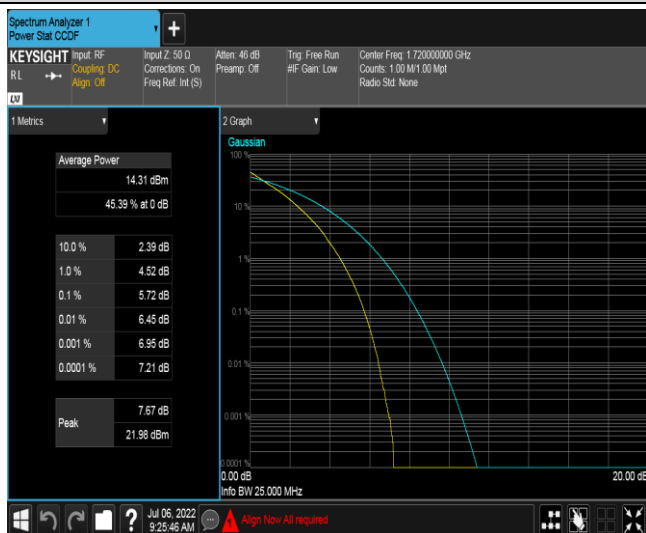 Spectrum Analyzer 1
Power Stat CCDF
KEYSIGHT
RL
Input: RF
Coupling: DC
Align: Off
Input Z: 50 Ω
Corrections: On
Freq Ref: Int (S)
Atten: 46 dB
Preamp: Off
Trig: Free Run
#IF Gain: Low
Center Freq: 1.720000000 GHz
Counts: 1.00 M/1.00 Mpt
Radio Std: None
1 Metrics
Average Power
14.31 dBm
45.39 % at 0 dB
10.0 % 2.39 dB
1.0 % 4.52 dB
0.1 % 5.72 dB
0.01 % 6.45 dB
0.001 % 6.95 dB
0.0001 % 7.21 dB
Peak
7.67 dB
21.98 dBm
2 Graph
Gaussian
100 %
10 %
1 %
0.1 %
0.01 %
0.001 %
0.0001 %
0.00 dB
20.00 dB
Info BW 25.000 MHz
?
Jul 06, 2022
9:25:46 AM
Align Now All required